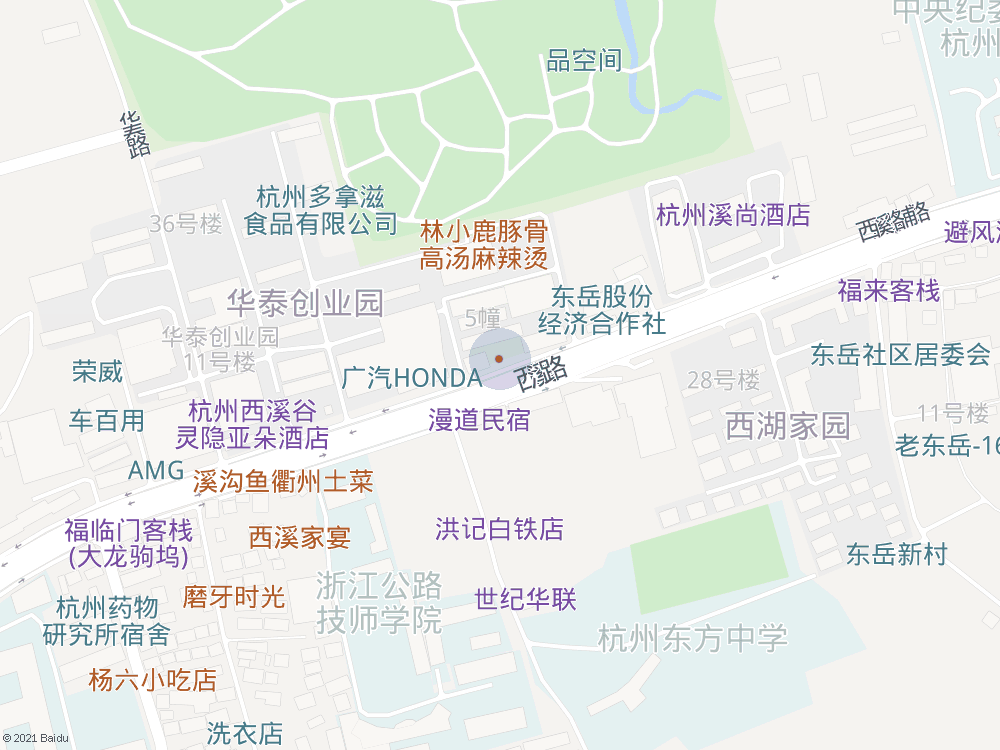 中央纪委
杭州
品空间
华泰路
杭州多拿滋
食品有限公司
36号楼
杭州溪尚酒店
西溪路辅路
避风
林小鹿豚骨
高汤麻辣烫
福来客栈
华泰创业园
东岳股份
经济合作社
5幢
华泰创业园
11号楼
东岳社区居委会
荣威
广汽HONDA
西溪路
28号楼
车百用
杭州西溪谷
灵隐亚朵酒店
漫道民宿
西湖家园
11号楼
老东岳-16
AMG
溪沟鱼衢州土菜
福临门客栈
(大龙驹坞)
西溪家宴
洪记白铁店
东岳新村
磨牙时光
浙江公路
技师学院
世纪华联
杭州药物
研究所宿舍
杭州东方中学
杨六小吃店
洗衣店
© 2021 Baidu